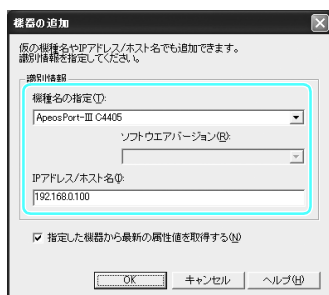 機器の追加
仮の機種名やIPアドレス/ホスト名でも追加できます。
識別情報を指定してください。
識別情報
機種名の指定(T):
ApeosPort-III C4405
ソフトウエアバージョン(R):
IPアドレス/ホスト名(I):
192.168.0.100
指定した機器から最新の属性値を取得する(N)
OK キャンセル ヘルプ(H)